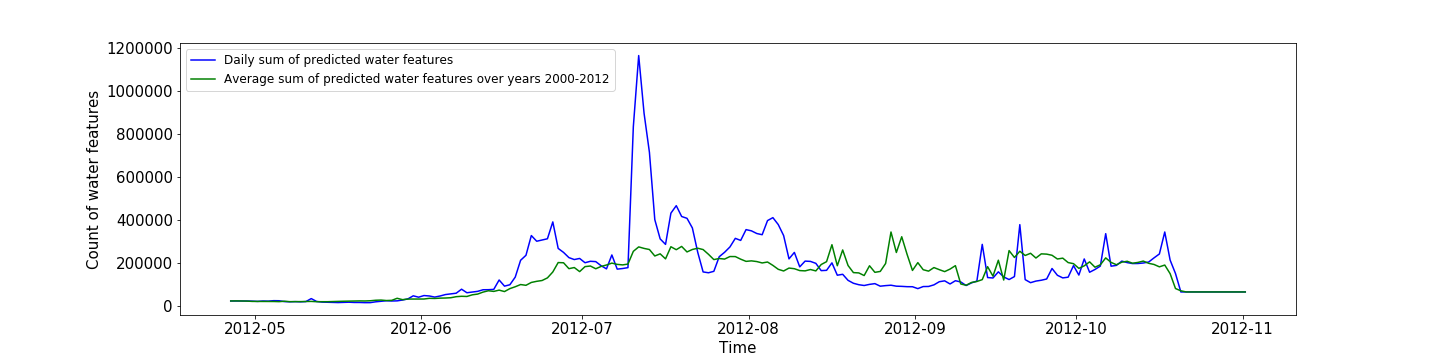 Daily sum of predicted water features
Average sum of predicted water features over years 2000-2012
Count of water features
1200000
1000000
800000
600000
400000
200000
0
2012-05 2012-06 2012-07 2012-08 2012-09 2012-10 2012-11
Time